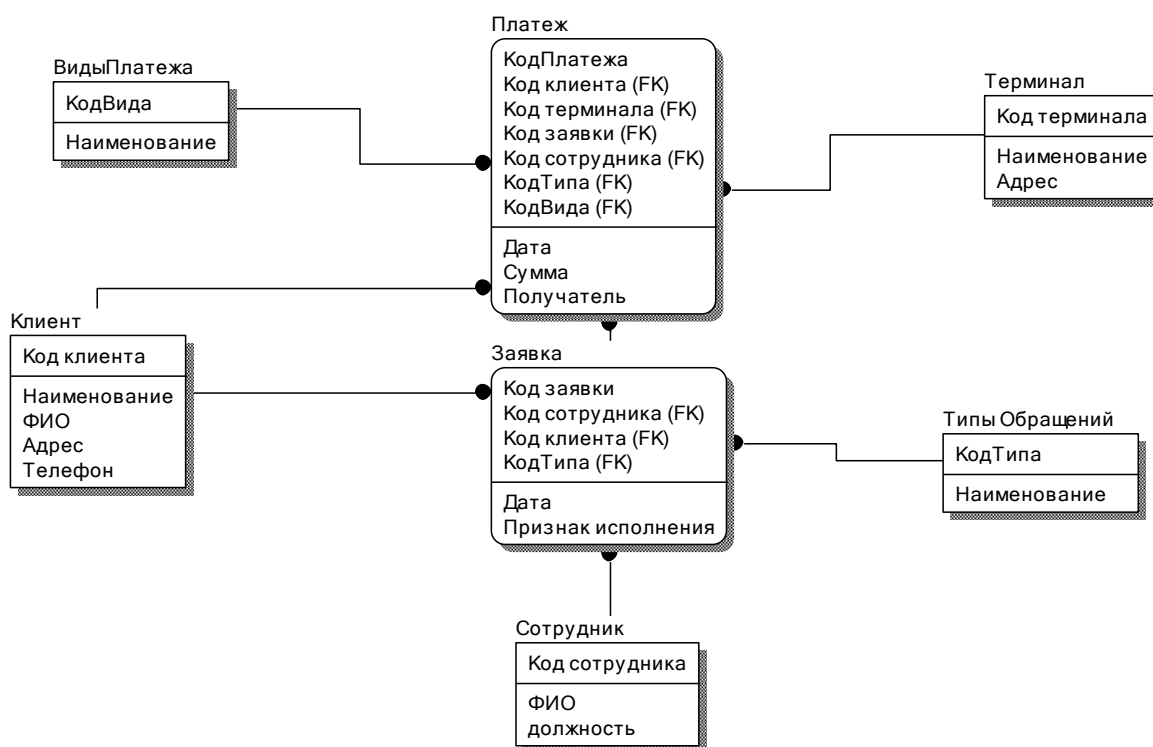 Платеж
КодПлатежа
Код клиента (FK)
Код терминала (FK)
Код заявки (FK)
Код сотрудника (FK)
КодТипа (FK)
КодВида (FK)
Дата
Сумма
Получатель
ВидыПлатежа
КодВида
Наименование
Терминал
Код терминала
Наименование
Адрес
Клиент
Код клиента
Наименование
ФИО
Адрес
Телефон
Заявка
Код заявки
Код сотрудника (FK)
Код клиента (FK)
КодТипа (FK)
Дата
Признак исполнения
Типы Обращений
КодТипа
Наименование
Сотрудник
Код сотрудника
ФИО
должность